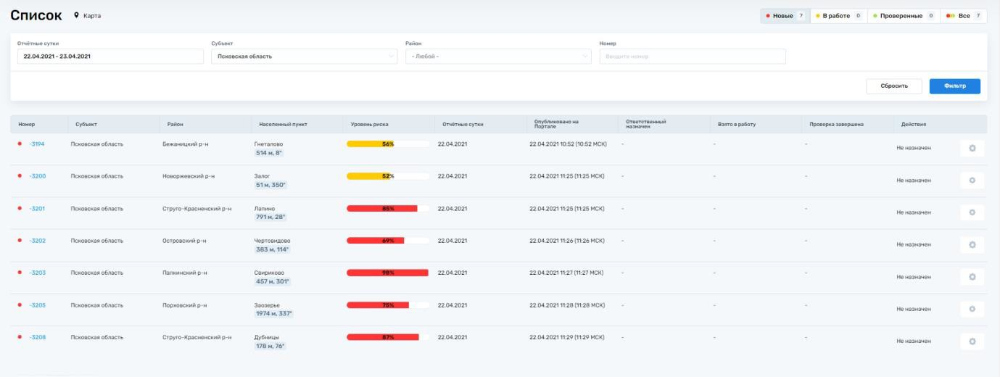 Список Карта Новые 7 В работе 0 Проверенные 0 Все 7
Отчётные сутки Субъект Район Номер
22.04.2021 - 23.04.2021 Псковская область - Любой - Введите номер
Сбросить Фильтр
Номер Субъект Район Населенный пункт Уровень риска Отчётные сутки Опубликовано на Портале Ответственный назначен Взято в работу Проверка завершена Действия
-3194 Псковская область Бежаницкий р-н Гнеталово 56% 22.04.2021 22.04.2021 10:52 (10:52 МСК) - - - Не назначен
514 м, 8°
-3200 Псковская область Новоржевский р-н Залог 52% 22.04.2021 22.04.2021 11:25 (11:25 МСК) - - - Не назначен
51 м, 350°
-3201 Псковская область Струго-Красненский р-н Лапино 85% 22.04.2021 22.04.2021 11:25 (11:25 МСК) - - - Не назначен
791 м, 28°
-3202 Псковская область Островский р-н Чертовидово 69% 22.04.2021 22.04.2021 11:26 (11:26 МСК) - - - Не назначен
383 м, 114°
-3203 Псковская область Палкинский р-н Свириково 98% 22.04.2021 22.04.2021 11:27 (11:27 МСК) - - - Не назначен
457 м, 301°
-3205 Псковская область Порховский р-н Заозерье 75% 22.04.2021 22.04.2021 11:28 (11:28 МСК) - - - Не назначен
1974 м, 337°
-3208 Псковская область Струго-Красненский р-н Дубницы 87% 22.04.2021 22.04.2021 11:29 (11:29 МСК) - - - Не назначен
178 м, 76°